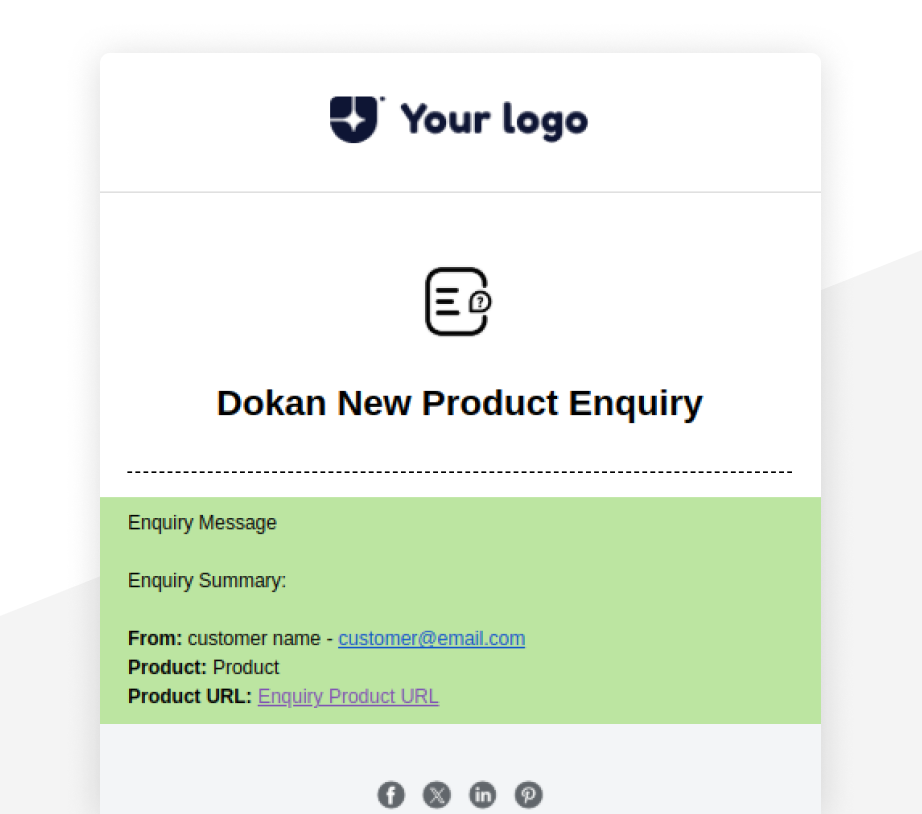 Your logo
?
Dokan New Product Enquiry
Enquiry Message
Enquiry Summary:
From: customer name - customer@email.com
Product: Product
Product URL: Enquiry Product URL